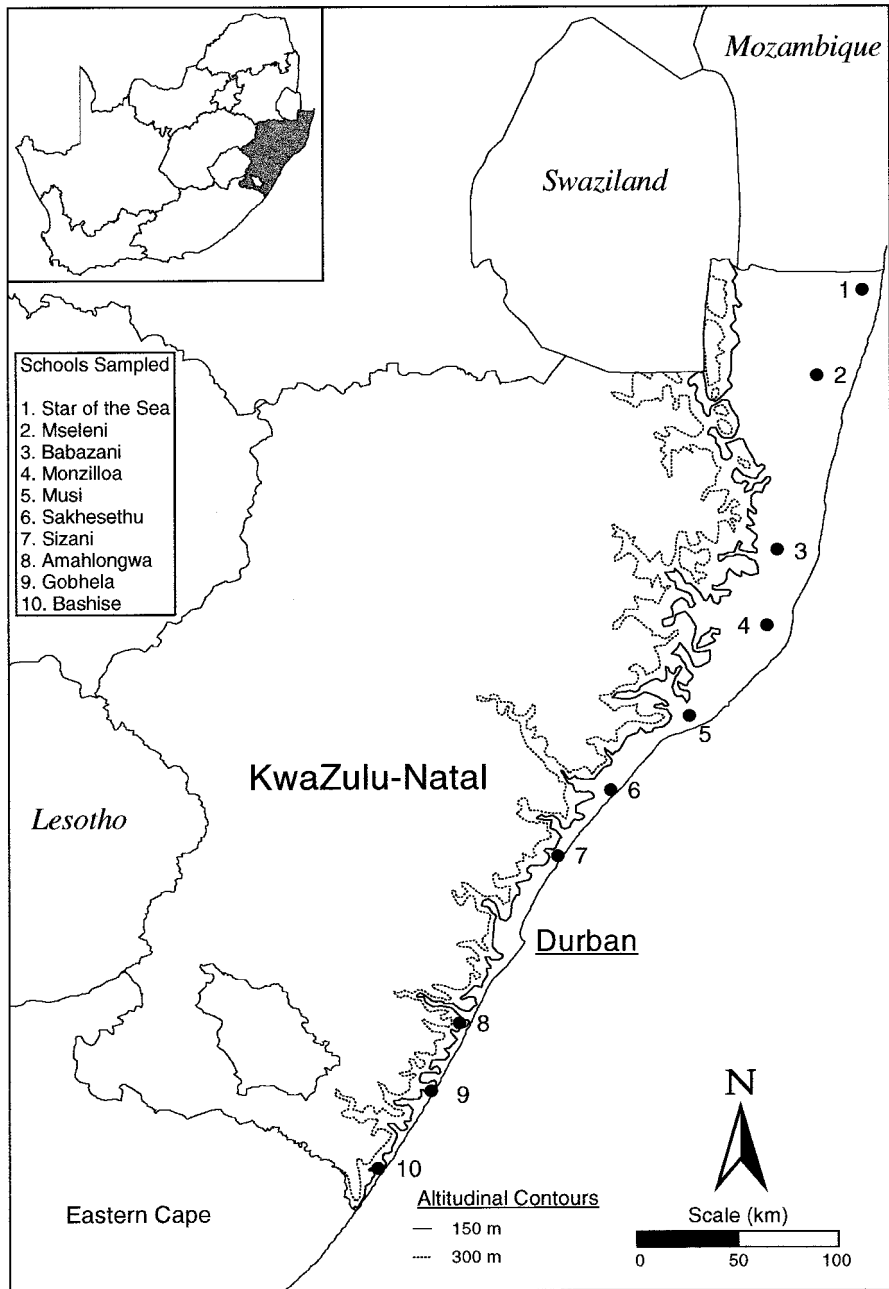 Mozambique
Swaziland
1
2
Schools Sampled
1. Star of the Sea
2. Mseleni
3. Babazani
4. Monzilloa
5. Musi
6. Sakhesethu
7. Sizani
8. Amahlongwa
9. Gobhela
10. Bashise
3
4
5
KwaZulu-Natal
6
Lesotho
7
Durban
8
N
9
10
Eastern Cape
Altitudinal Contours
150 m
300 m
Scale (km)
0 50 100